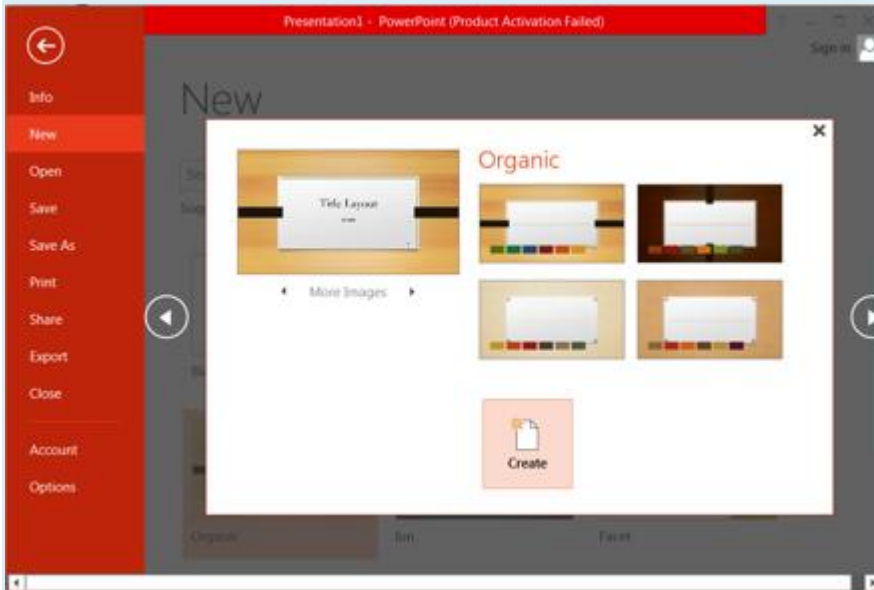 Presentation1 - PowerPoint (Product Activation Failed)
Sign in
Info
New
Open
Save
Save As
Print
Share
Export
Close
Account
Options
New
Organic
Title Layout
More Images
Create
Organic
Ion
Facet